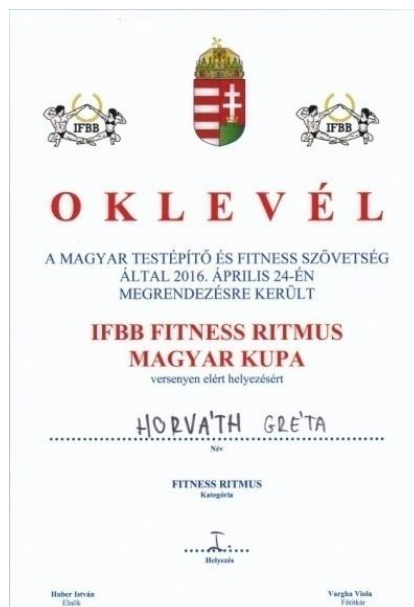 IFBB IFBB
OKLEVÉL
A MAGYAR TESTÉPÍTŐ ÉS FITNESS SZÖVETSÉG
ÁLTAL 2016. ÁPRILIS 24-ÉN
MEGRENDEZÉSRE KERÜLT
IFBB FITNESS RITMUS
MAGYAR KUPA
versenyen elért helyezésért
HORVÁTH GRÉTA
Név
FITNESS RITMUS
Kategória
I.
Helyezés
Huber István Vargha Viola
Elnök Főtitkár